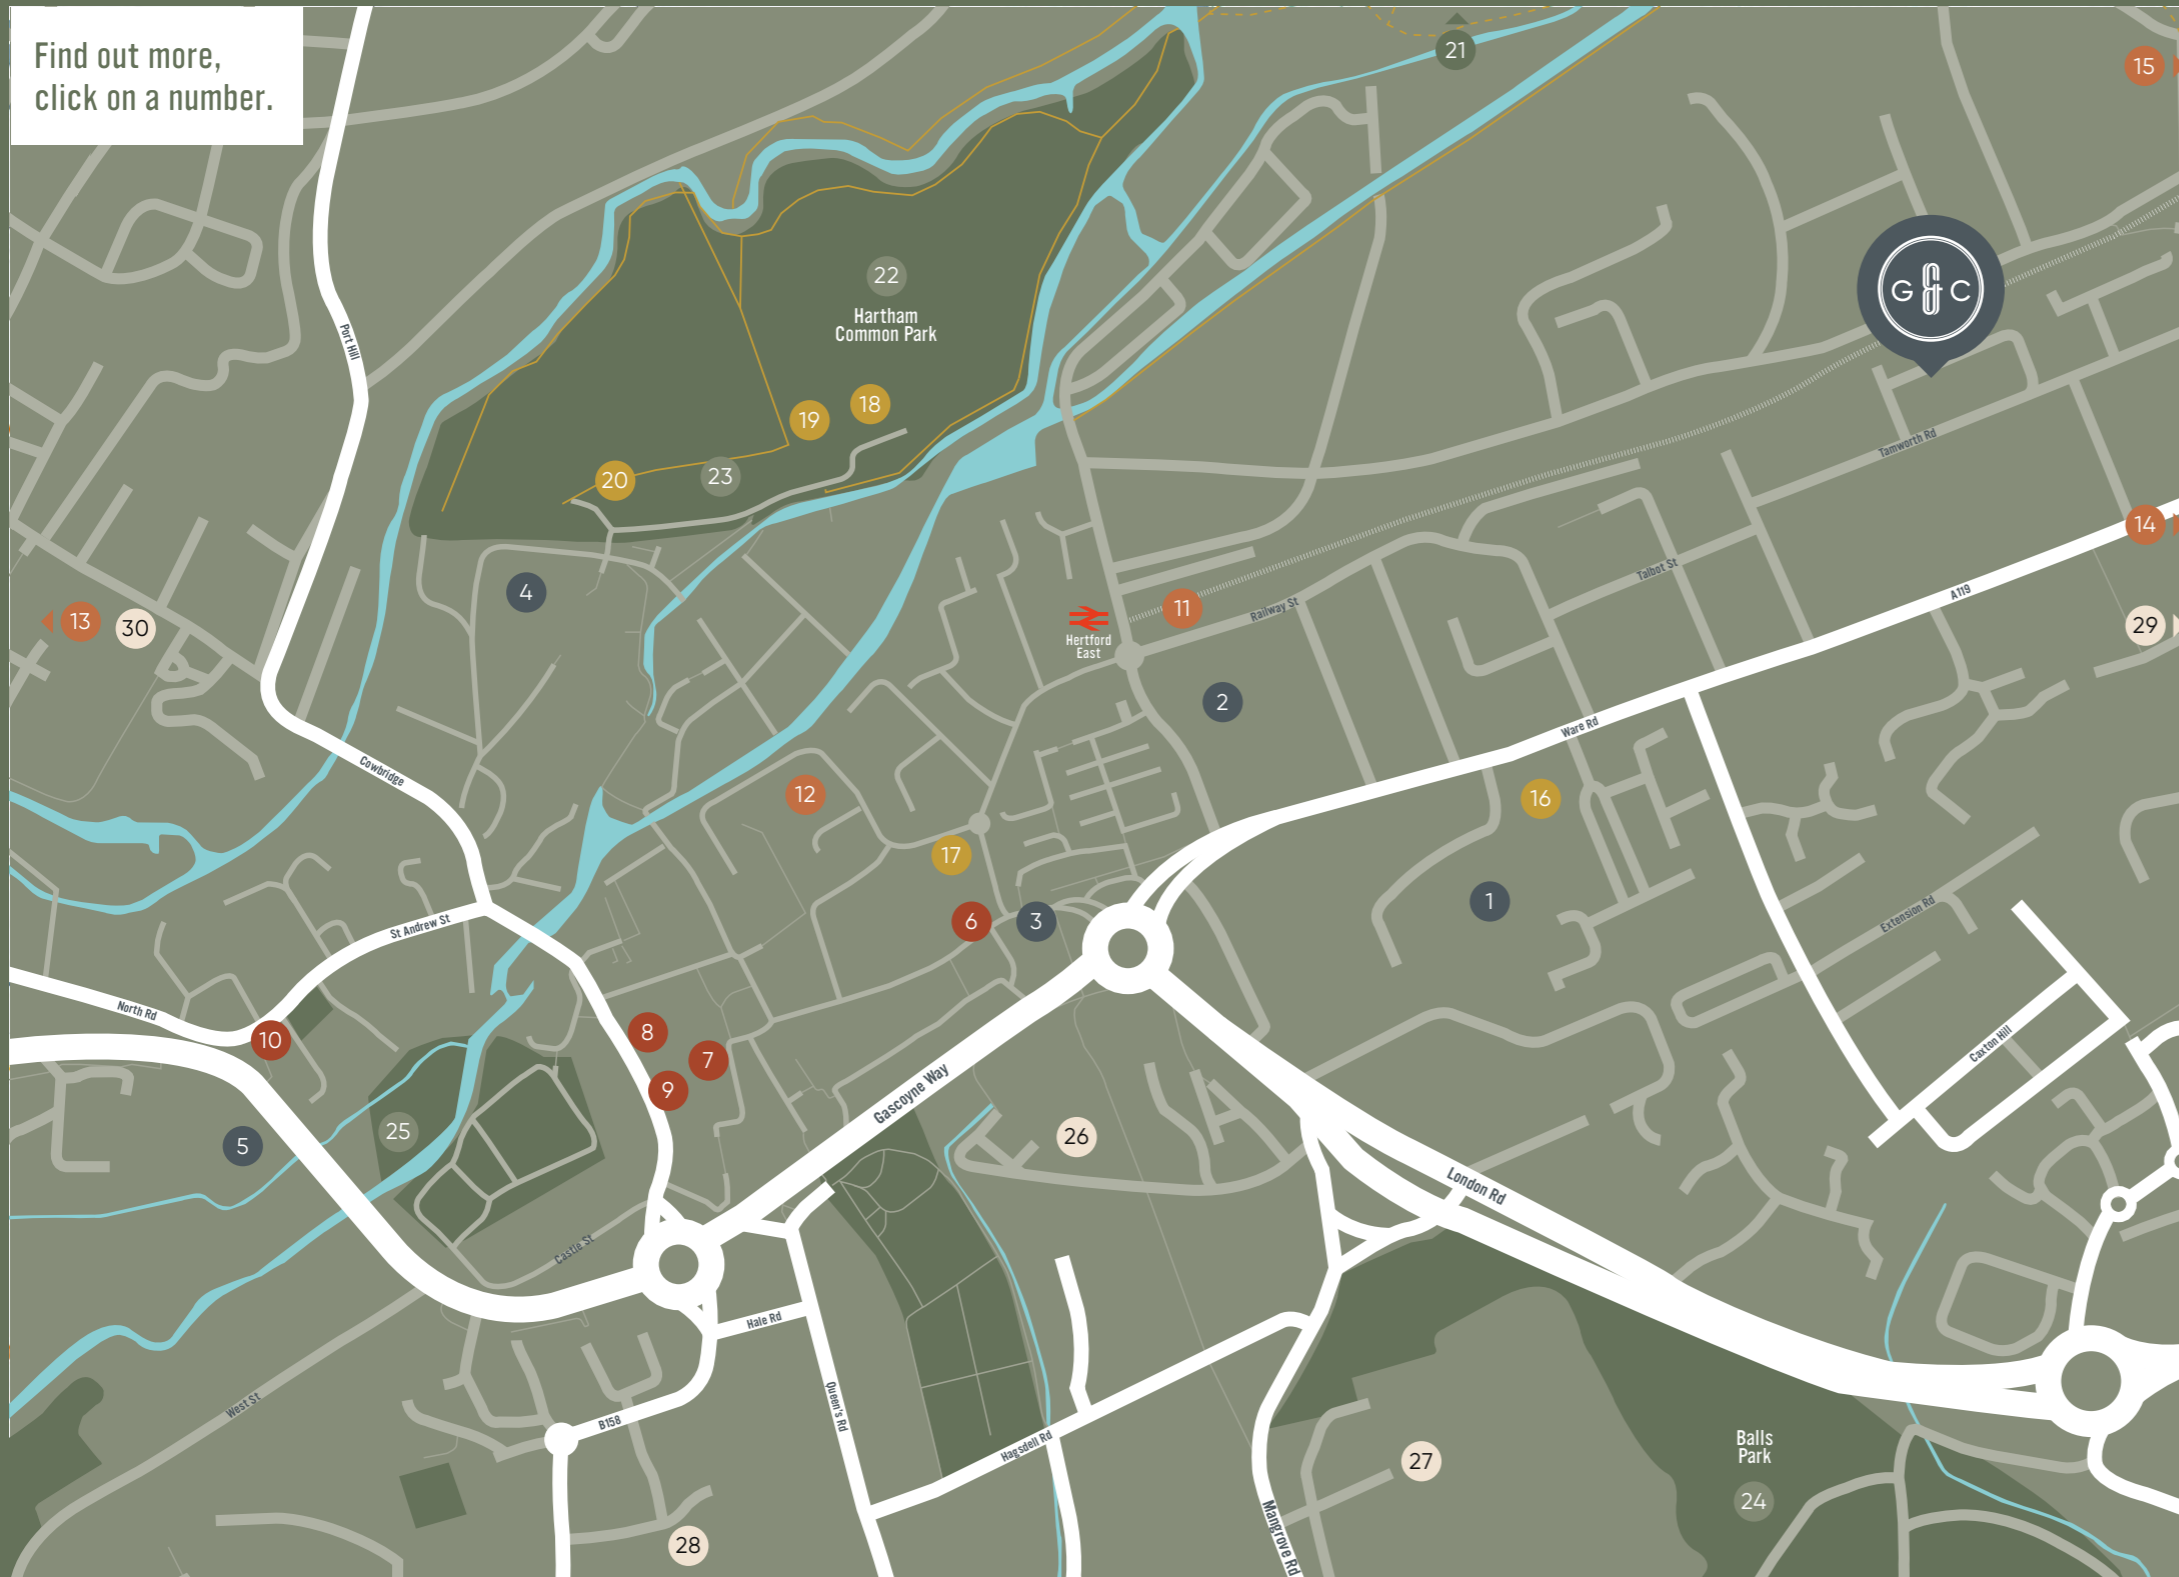 Find out more,
click on a number.
21
15
G & C
22
Hartham
Common Park
Port Hill
18
19
20
23
Tamworth Rd
14
4
Talbot St
A119
13
30
11
Railway St
Hertford
East
29
2
Ware Rd
Cowbridge
12
16
17
1
6
3
St Andrew St
Extension Rd
North Rd
10
8
7
9
Caxton Hill
Gascoyne Way
25
5
26
London Rd
Castle St
Hale Rd
West St
B158
Queen's Rd
Hagsdell Rd
27
Balls
Park
24
28
Mangrove Rd